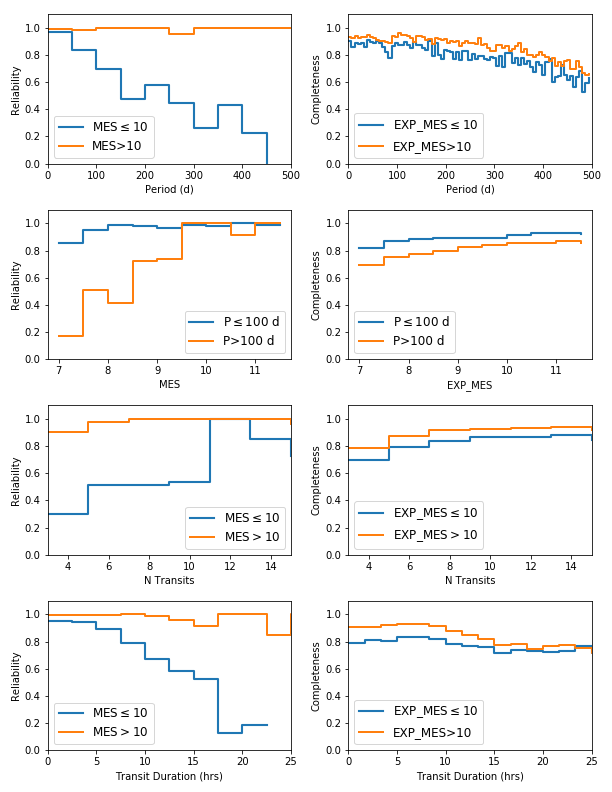 Reliability
1.0
0.8
0.6
0.4
0.2
0.0
MES ≤ 10
MES>10
0 100 200 300 400 500
Period (d)
Completeness
1.0
0.8
0.6
0.4
0.2
0.0
EXP_MES ≤ 10
EXP_MES>10
0 100 200 300 400 500
Period (d)
Reliability
1.0
0.8
0.6
0.4
0.2
0.0
P ≤ 100 d
P>100 d
7 8 9 10 11
MES
Completeness
1.0
0.8
0.6
0.4
0.2
0.0
P ≤ 100 d
P>100 d
7 8 9 10 11
EXP_MES
Reliability
1.0
0.8
0.6
0.4
0.2
0.0
MES ≤ 10
MES > 10
4 6 8 10 12 14
N Transits
Completeness
1.0
0.8
0.6
0.4
0.2
0.0
EXP_MES ≤ 10
EXP_MES > 10
4 6 8 10 12 14
N Transits
Reliability
1.0
0.8
0.6
0.4
0.2
0.0
MES ≤ 10
MES > 10
0 5 10 15 20 25
Transit Duration (hrs)
Completeness
1.0
0.8
0.6
0.4
0.2
0.0
EXP_MES ≤ 10
EXP_MES>10
0 5 10 15 20 25
Transit Duration (hrs)